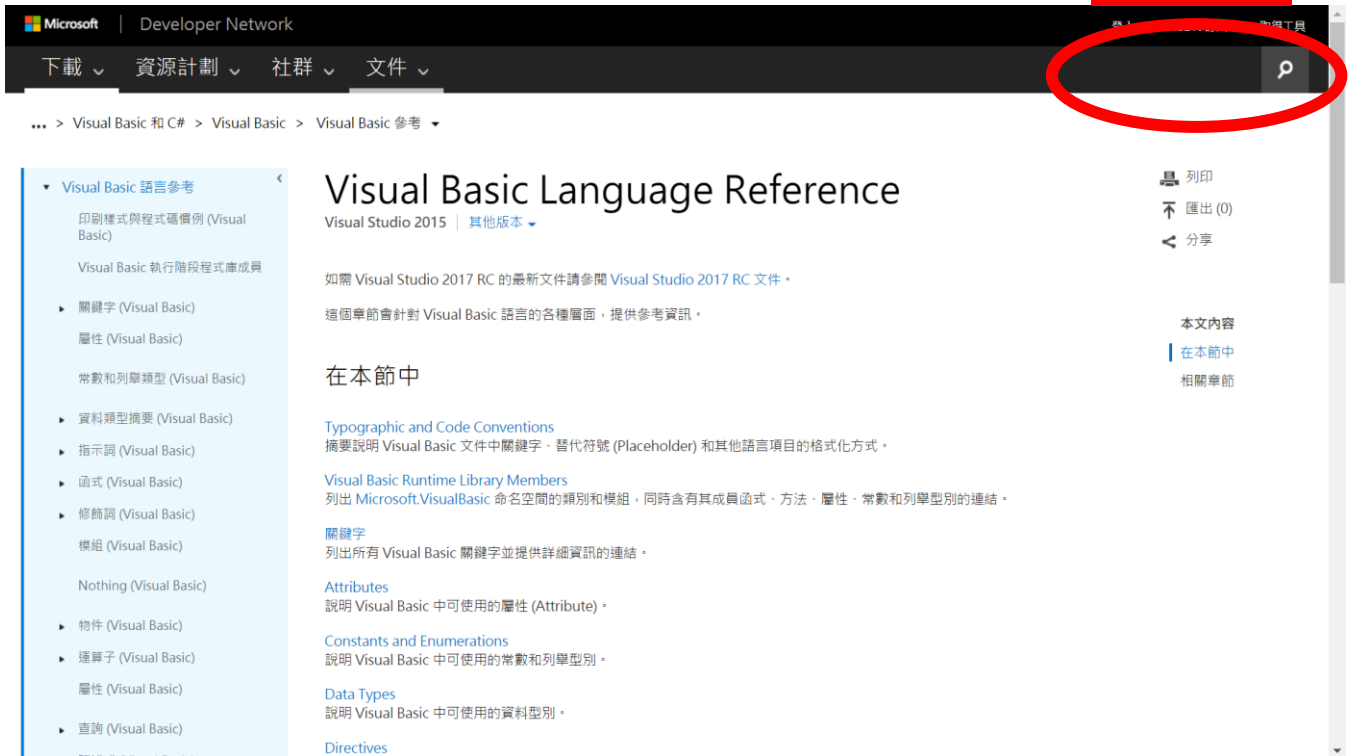 Microsoft | Developer Network
取得工具
下載 資源計劃 社群 文件
... > Visual Basic 和 C# > Visual Basic > Visual Basic 參考
Visual Basic 語言參考
印刷樣式與程式碼慣例 (Visual
Basic)
Visual Basic 執行階段程式庫成員
關鍵字 (Visual Basic)
屬性 (Visual Basic)
常數和列舉類型 (Visual Basic)
資料類型摘要 (Visual Basic)
指示詞 (Visual Basic)
函式 (Visual Basic)
修飾詞 (Visual Basic)
模組 (Visual Basic)
Nothing (Visual Basic)
物件 (Visual Basic)
運算子 (Visual Basic)
屬性 (Visual Basic)
查詢 (Visual Basic)
Visual Basic Language Reference
Visual Studio 2015 | 其他版本
如需 Visual Studio 2017 RC 的最新文件請參閱 Visual Studio 2017 RC 文件。
這個章節會針對 Visual Basic 語言的各種層面，提供參考資訊。
在本節中
Typographic and Code Conventions
摘要說明 Visual Basic 文件中關鍵字、替代符號 (Placeholder) 和其他語言項目的格式化方式。
Visual Basic Runtime Library Members
列出 Microsoft.VisualBasic 命名空間的類別和模組，同時含有其成員函式、方法、屬性、常數和列舉型別的連結。
關鍵字
列出所有 Visual Basic 關鍵字並提供詳細資訊的連結。
Attributes
說明 Visual Basic 中可使用的屬性 (Attribute)。
Constants and Enumerations
說明 Visual Basic 中可使用的常數和列舉型別。
Data Types
說明 Visual Basic 中可使用的資料型別。
Directives
列印
匯出 (0)
分享
本文內容
在本節中
相關章節